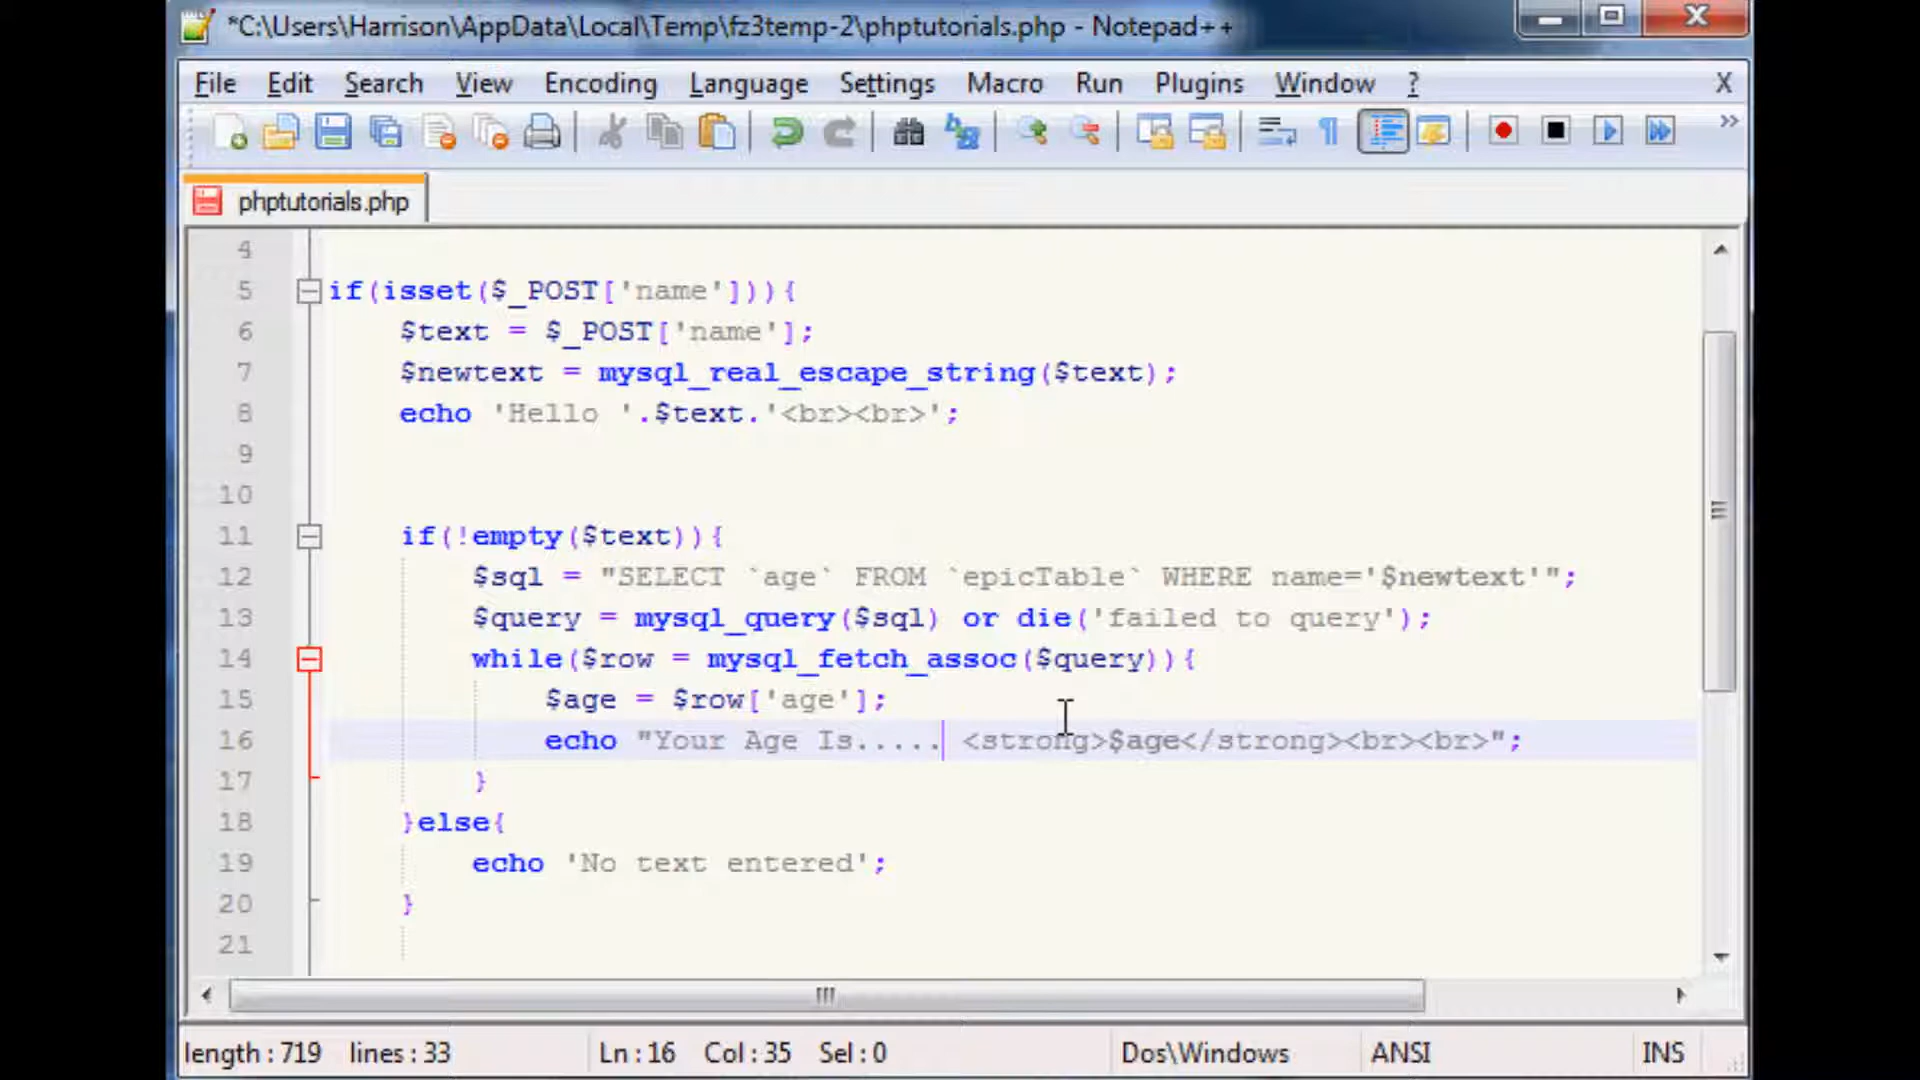 *C:\Users\Harrison\AppData\Local\Temp\fz3temp-2\phptutorials.php - Notepad++
File Edit Search View Encoding Language Settings Macro Run Plugins Window ? X
phptutorials.php
4
5 if(isset($_POST['name'])){
6 $text = $_POST['name'];
7 $newtext = mysql_real_escape_string($text);
8 echo 'Hello '.$text.'<br><br>';
9
10
11 if(!empty($text)){
12 $sql = "SELECT `age` FROM `epicTable` WHERE name='$newtext'";
13 $query = mysql_query($sql) or die('failed to query');
14 while($row = mysql_fetch_assoc($query)){
15 $age = $row['age'];
16 echo "Your Age Is..... <strong>$age</strong><br><br>";
17 }
18 }else{
19 echo 'No text entered';
20 }
21
length : 719 lines : 33 Ln : 16 Col : 35 Sel : 0 Dos\Windows ANSI INS